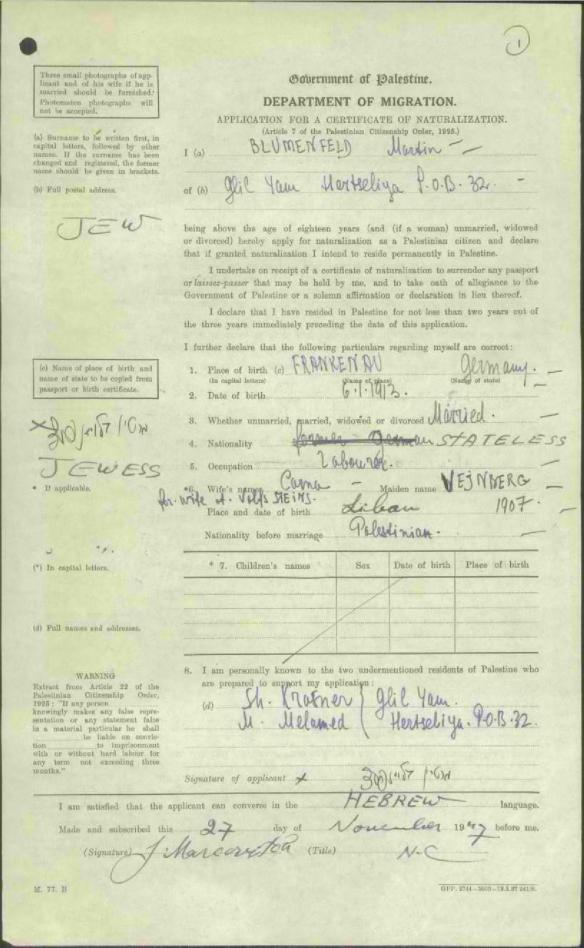 1
Three small photographs of app-
licant and of his wife if he is
married should be furnished.
Photomaton photographs will
not be accepted.
Government of Palestine.
DEPARTMENT OF MIGRATION.
APPLICATION FOR A CERTIFICATE OF NATURALIZATION.
(Article 7 of the Palestinian Citizenship Order, 1925.)
(a) Surname to be written first, in
capital letters, followed by other
names. If the surname has been
changed and registered, the former
name should be given in brackets.
(b) Full postal address.
I (a) BLUMENFELD Martin
of (b) Glil Yam Hertseliya P.O.B. 32.
JEW
being above the age of eighteen years (and (if a woman) unmarried, widowed
or divorced) hereby apply for naturalization as a Palestinian citizen and declare
that if granted naturalization I intend to reside permanently in Palestine.
I undertake on receipt of a certificate of naturalization to surrender any passport
or laissez-passer that may be held by me, and to take oath of allegiance to the
Government of Palestine or a solemn affirmation or declaration in lieu thereof.
I declare that I have resided in Palestine for not less than two years out of
the three years immediately preceding the date of this application.
I further declare that the following particulars regarding myself are correct:
(c) Name of place of birth and
name of state to be copied from
passport or birth certificate.
1. Place of birth (c) FRANKENAU Germany.
(In capital letters) (Name of place) (Name of state)
2. Date of birth 6.1.1913.
3. Whether unmarried, married, widowed or divorced Married.
4. Nationality former German STATELESS
5. Occupation Labourer.
JEWESS
* If applicable.
*6. Wife's name Maiden name WEJNBERG
for wife A.
Place and date of birth Libau 1907.
Nationality before marriage Palestinian.
(*) In capital letters.
* 7. Children's names Sex Date of birth Place of birth
(d) Full names and addresses.
8. I am personally known to the two undermentioned residents of Palestine who
are prepared to support my application:
(d) Sh. Krasner Glil Yam.
M. Melamed Hertseliya. P.O.B. 32.
WARNING
Extract from Article 22 of the
Palestinian Citizenship Order,
1925: "If any person
knowingly makes any false repre-
sentation or any statement false
in a material particular he shall
be liable on convic-
tion to imprisonment
with or without hard labour for
any term not exceeding three
months."
Signature of applicant x
I am satisfied that the applicant can converse in the HEBREW language.
Made and subscribed this 27 day of November 1947 before me.
(Signature) (Title) N.C
M. 77. B